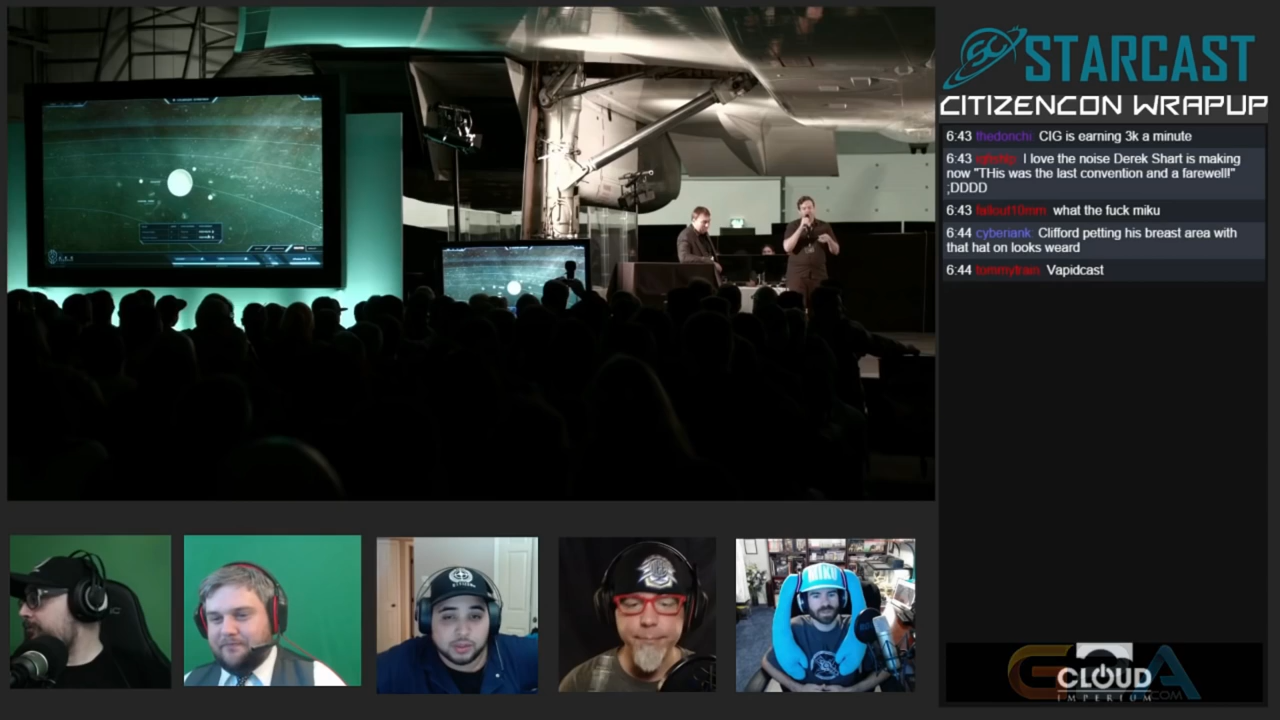 STARCAST
CITIZENCON WRAPUP
6:43 thedonchi: CIG is earning 3k a minute
6:43 I love the noise Derek Shart is making
now "THis was the last convention and a farewell!"
;DDDD
6:43 fallout10mm: what the fuck miku
6:44 cyberiank: Clifford petting his breast area with
that hat on looks weard
6:44 tommytrain: Vapidcast
MIKU
CLOUD
IMPERIUM
.COM